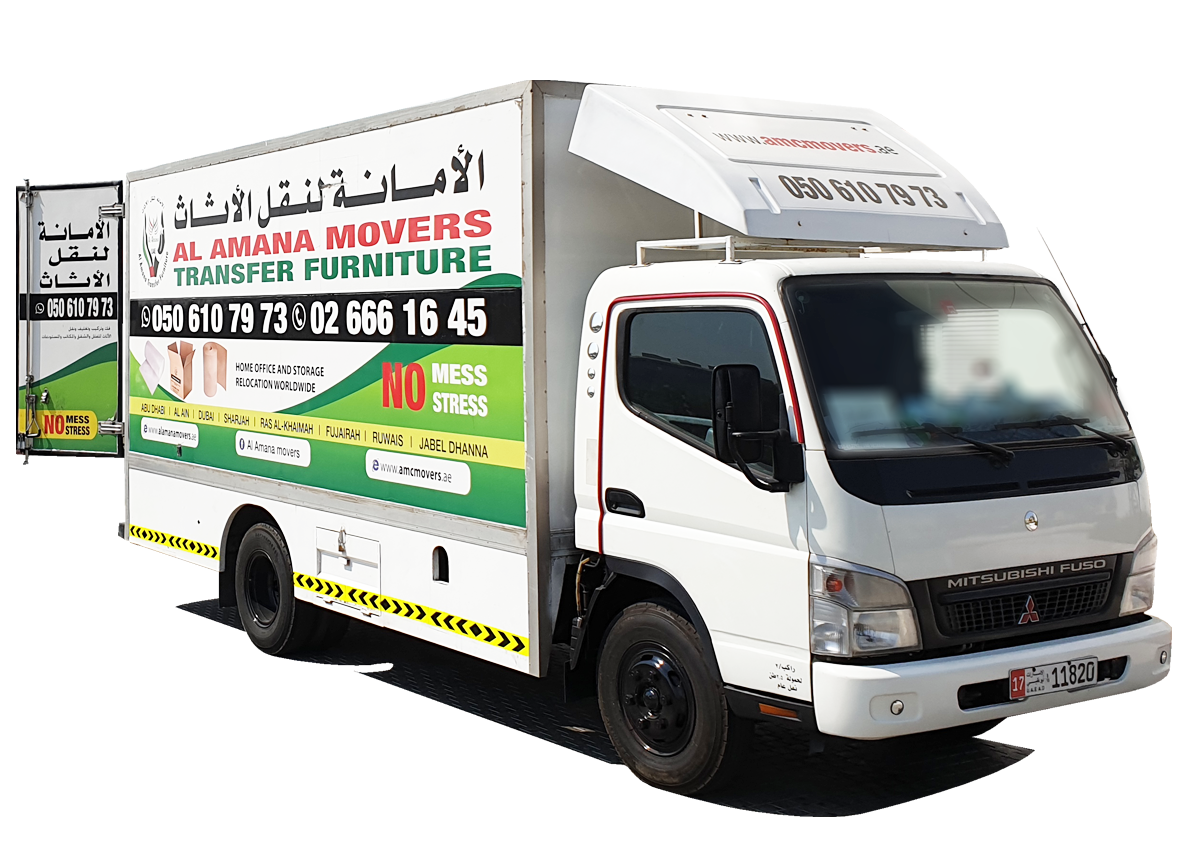 الأمانة
لنقل
الأثاث
050 610 79 73
NO MESS
STRESS
الأمانة لنقل الأثاث
AL AMANA MOVERS
TRANSFER FURNITURE
050 610 79 73 02 666 16 45
HOME OFFICE AND STORAGE
RELOCATION WORLDWIDE
NO MESS
STRESS
ABU DHABI | AL AIN | DUBAI | SHARJAH | RAS AL-KHAIMAH | FUJAIRAH | RUWAIS | JABEL DHANNA
www.alamanamovers.ae
Al Amana movers
www.amcmovers.ae
www.amcmovers.ae
050 610 79 73
MITSUBISHI FUSO
17 11820
نقل عام